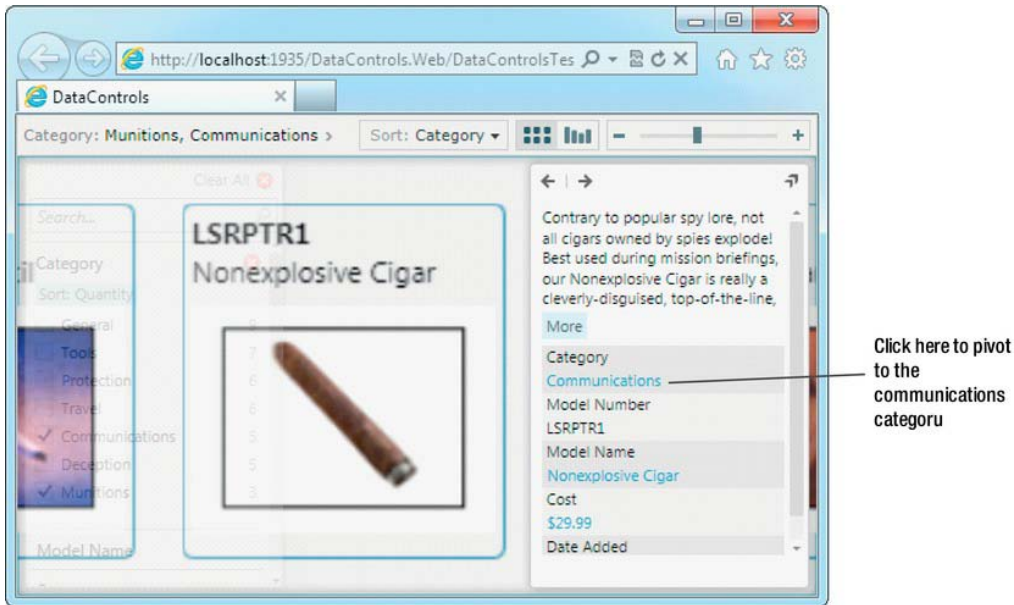 http://localhost:1935/DataControls.Web/DataControlsTes
DataControls
Category: Munitions, Communications >
Sort: Category
Clear All
Search...
Category
Sort: Quantity
General
Tools 7
Protection 6
Travel 6
Communications 5
Deception 5
Munitions 3
Model Name
LSRPTR1
Nonexplosive Cigar
Contrary to popular spy lore, not
all cigars owned by spies explode!
Best used during mission briefings,
our Nonexplosive Cigar is really a
cleverly-disguised, top-of-the-line,
More
Category
Communications
Model Number
LSRPTR1
Model Name
Nonexplosive Cigar
Cost
$29.99
Date Added
Click here to pivot
to the
communications
categoru